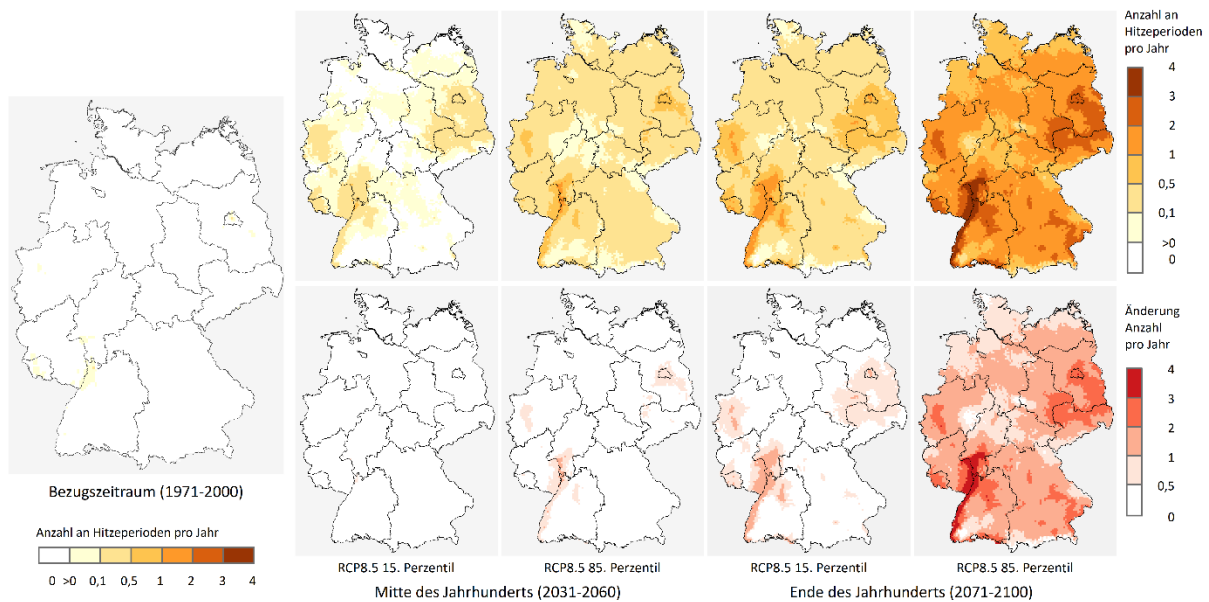 Anzahl an
Hitzeperioden
pro Jahr
4
3
2
1
0,5
0,1
>0
0
Bezugszeitraum (1971-2000)
Anzahl an Hitzeperioden pro Jahr
0 >0 0,1 0,5 1 2 3 4
Änderung
Anzahl
pro Jahr
4
3
2
1
0,5
0
RCP8.5 15. Perzentil
RCP8.5 85. Perzentil
RCP8.5 15. Perzentil
RCP8.5 85. Perzentil
Mitte des Jahrhunderts (2031-2060)
Ende des Jahrhunderts (2071-2100)